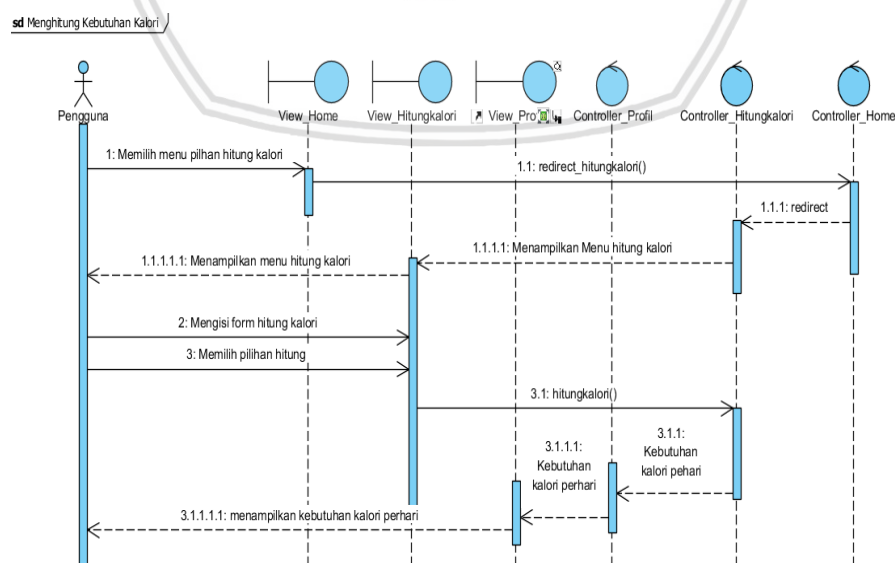 sd Menghitung Kebutuhan Kalori
Pengguna
View_Home
View_Hitungkalori
View_Pro
Controller_Profil
Controller_Hitungkalori
Controller_Home
1: Memilih menu pilhan hitung kalori
1.1: redirect_hitungkalori()
1.1.1: redirect
1.1.1.1: Menampilkan Menu hitung kalori
1.1.1.1.1: Menampilkan menu hitung kalori
2: Mengisi form hitung kalori
3: Memilih pilihan hitung
3.1: hitungkalori()
3.1.1:
Kebutuhan
kalori pehari
3.1.1.1:
Kebutuhan
kalori perhari
3.1.1.1.1: menampilkan kebutuhan kalori perhari